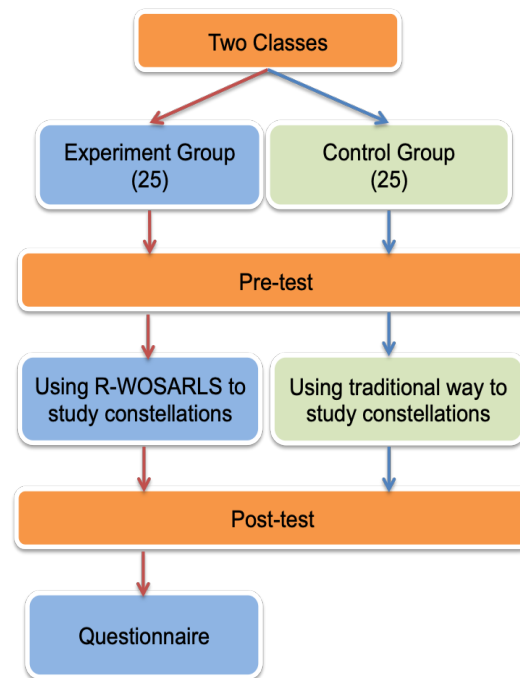 Two Classes
Experiment Group
(25)
Control Group
(25)
Pre-test
Using R-WOSARLS to
study constellations
Using traditional way to
study constellations
Post-test
Questionnaire